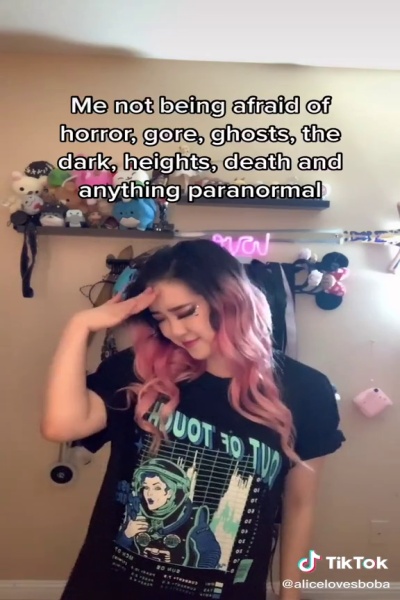 Me not being afraid of
horror, gore, ghosts, the
dark, heights, death and
anything paranormal
OUT OF TOUCH
TikTok
@alicelovesboba